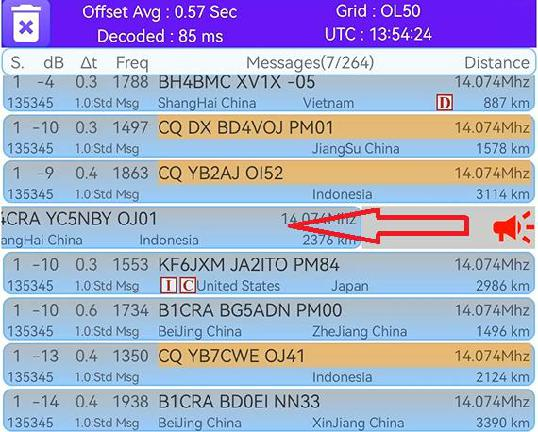 Offset Avg : 0.57 Sec Grid : OL50
Decoded : 85 ms UTC : 13:54:24
S. dB Δt Freq Messages(7/264) Distance
1 -4 0.3 1788 BH4BMC XV1X -05 14.074Mhz
135345 1.0 Std Msg ShangHai China Vietnam D 887 km
1 -10 0.3 1497 CQ DX BD4VOJ PM01 14.074Mhz
135345 1.0 Std Msg JiangSu China 1578 km
1 -9 0.4 1863 CQ YB2AJ OI52 14.074Mhz
135345 1.0 Std Msg Indonesia 3114 km
4CRA YC5NBY OJ01 14.074Mhz
angHai China Indonesia 2376 km
1 -10 0.3 1553 KF6JXM JA2ITO PM84 14.074Mhz
135345 1.0 Std Msg I C United States Japan 2986 km
1 -10 0.6 1734 B1CRA BG5ADN PM00 14.074Mhz
135345 1.0 Std Msg BeiJing China ZheJiang China 1496 km
1 -13 0.4 1350 CQ YB7CWE OJ41 14.074Mhz
135345 1.0 Std Msg Indonesia 2124 km
1 -14 0.4 1938 B1CRA BD0EI NN33 14.074Mhz
135345 1.0 Std Msg BeiJing China XinJiang China 3390 km